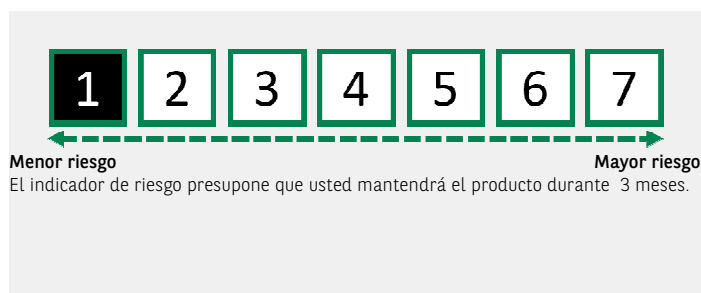 1 2 3 4 5 6 7
Menor riesgo Mayor riesgo
El indicador de riesgo presupone que usted mantendrá el producto durante  3 meses.